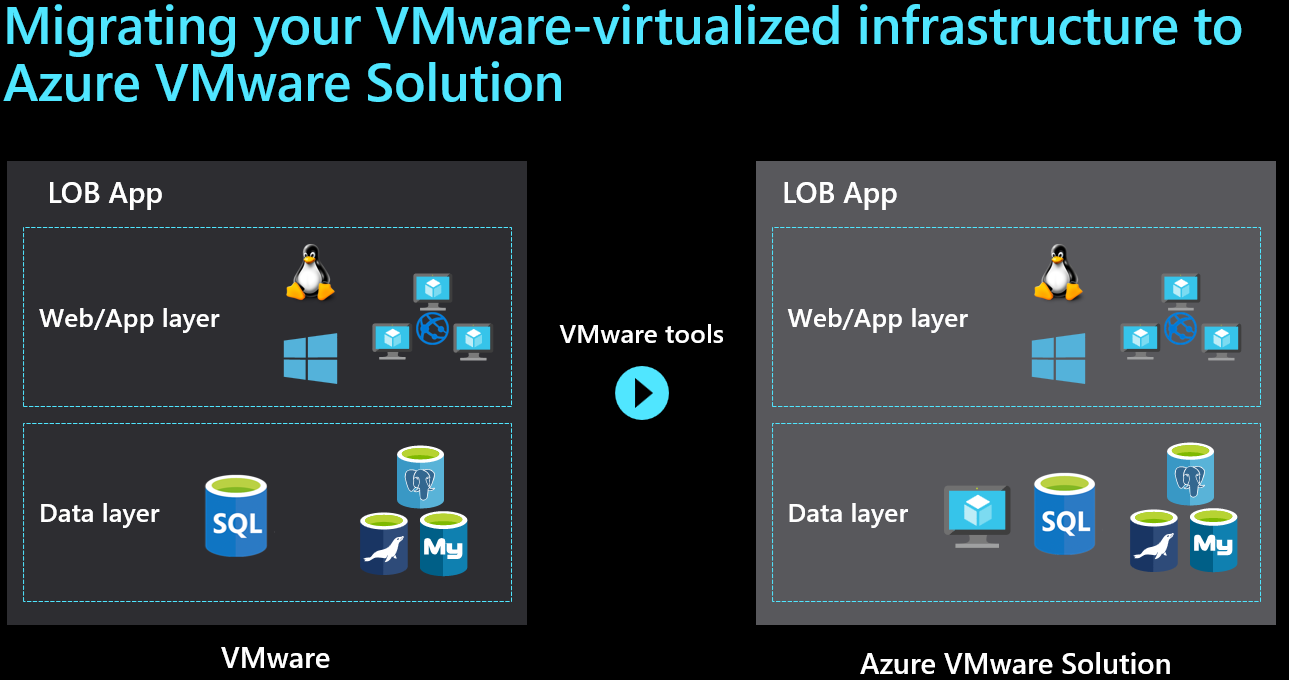 Migrating your VMware-virtualized infrastructure to
Azure VMware Solution
LOB App
Web/App layer
Data layer
SQL
My
VMware
VMware tools
LOB App
Web/App layer
Data layer
SQL
My
Azure VMware Solution